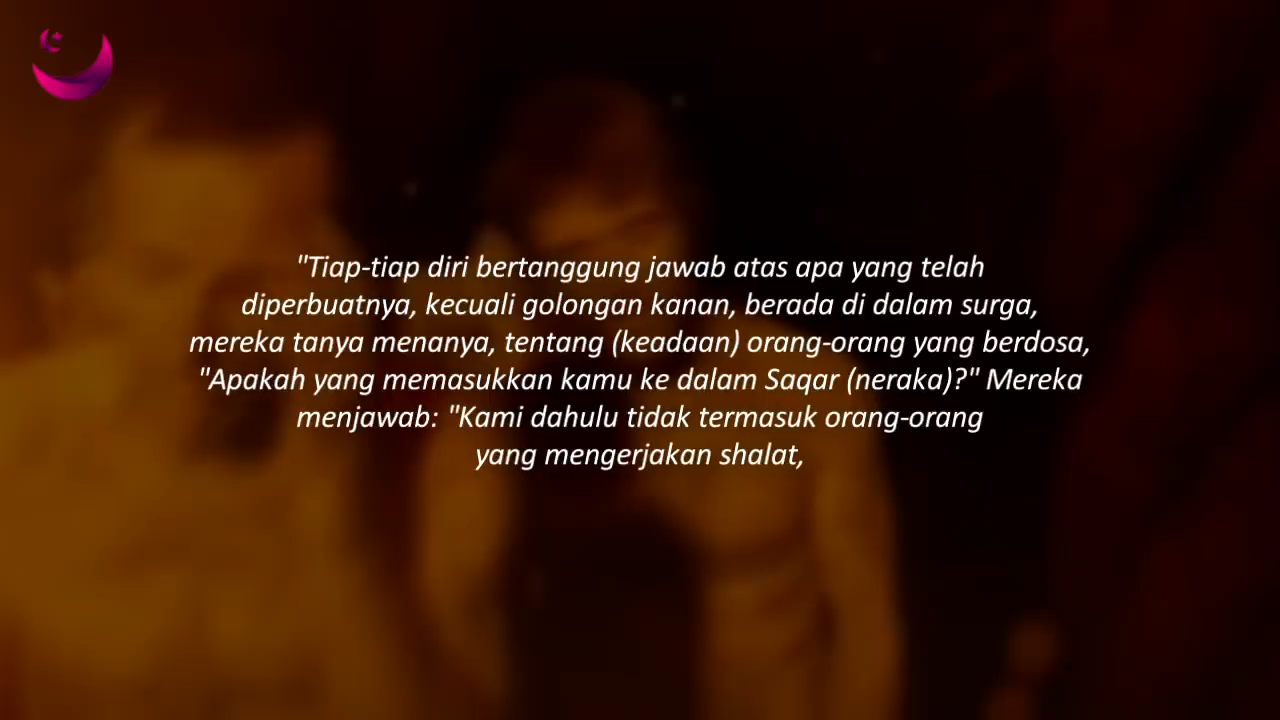 "Tiap-tiap diri bertanggung jawab atas apa yang telah
diperbuatnya, kecuali golongan kanan, berada di dalam surga,
mereka tanya menanya, tentang (keadaan) orang-orang yang berdosa,
"Apakah yang memasukkan kamu ke dalam Saqar (neraka)?" Mereka
menjawab: "Kami dahulu tidak termasuk orang-orang
yang mengerjakan shalat,